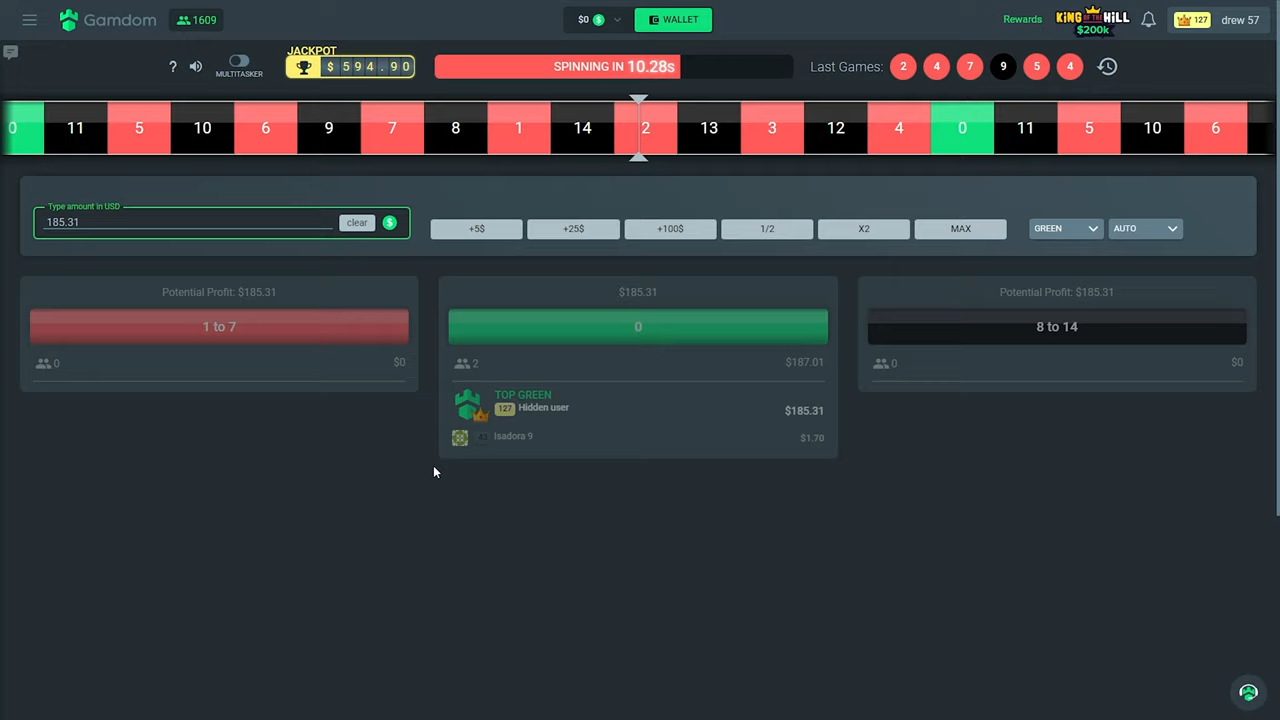 Gamdom
1609
$0
WALLET
Rewards
KING OF THE HILL
$200k
127
drew 57
?
MULTITASKER
JACKPOT
$ 594.90
SPINNING IN 10.28s
Last Games:
2 4 7 9 5 4
0 11 5 10 6 9 7 8 1 14 2 13 3 12 4 0 11 5 10 6
Type amount in USD
185.31
clear
$
+5$
+25$
+100$
1/2
X2
MAX
GREEN
AUTO
Potential Profit: $185.31
$185.31
Potential Profit: $185.31
1 to 7
0
8 to 14
0
$0
2
$187.01
0
$0
TOP GREEN
127 Hidden user
$185.31
Isadora 9
$1.70